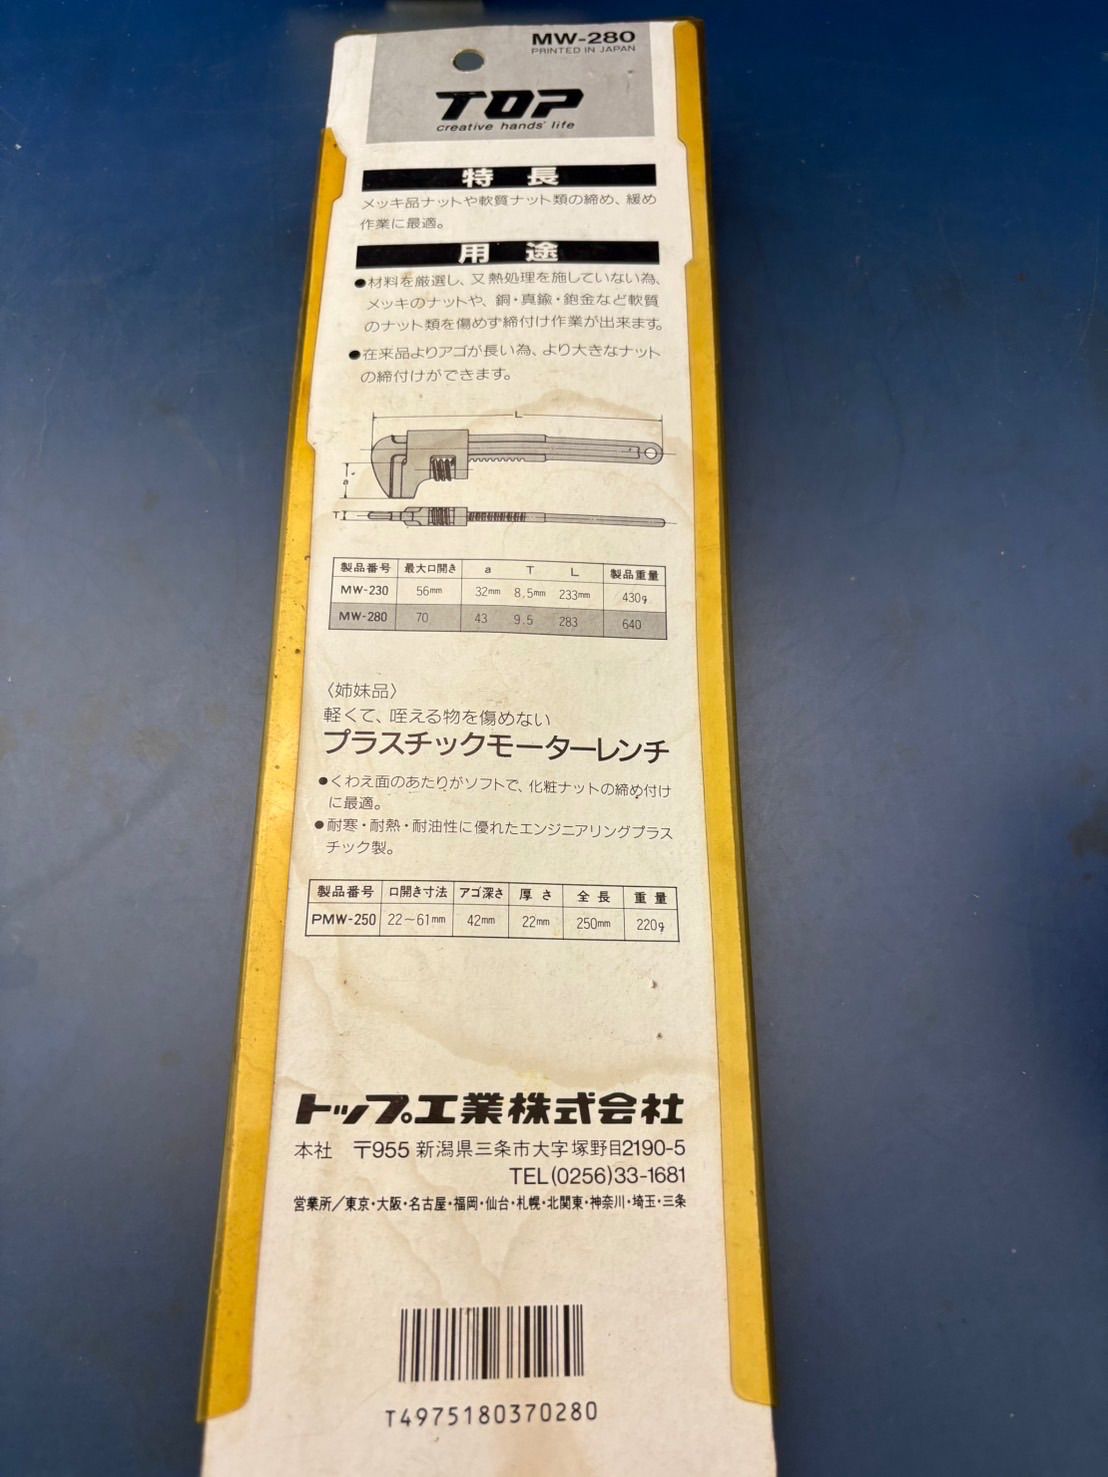 MW-280
PRINTED IN JAPAN
TOP
creative hands' life
特長
メッキ品ナットや軟質ナット類の締め、緩め
作業に最適。
用途
●材料を厳選し、又熱処理を施していない為、
メッキのナットや、銅・真鍮・鉋金など軟質
のナット類を傷めず締付け作業が出来ます。
●在来品よりアゴが長い為、より大きなナット
の締付けができます。
L
a
T
製品番号 最大口開き a T L 製品重量
MW-230 56mm 32mm 8.5mm 233mm 430g
MW-280 70 43 9.5 283 640
〈姉妹品〉
軽くて、咥える物を傷めない
プラスチックモーターレンチ
●くわえ面のあたりがソフトで、化粧ナットの締め付け
に最適。
●耐寒・耐熱・耐油性に優れたエンジニアリングプラス
チック製。
製品番号 口開き寸法 アゴ深さ 厚さ 全長 重量
PMW-250 22～61mm 42mm 22mm 250mm 220g
トップ工業株式会社
本社 〒955 新潟県三条市大字塚野目2190-5
TEL(0256)33-1681
営業所／東京・大阪・名古屋・福岡・仙台・札幌・北関東・神奈川・埼玉・三条
T4975180370280